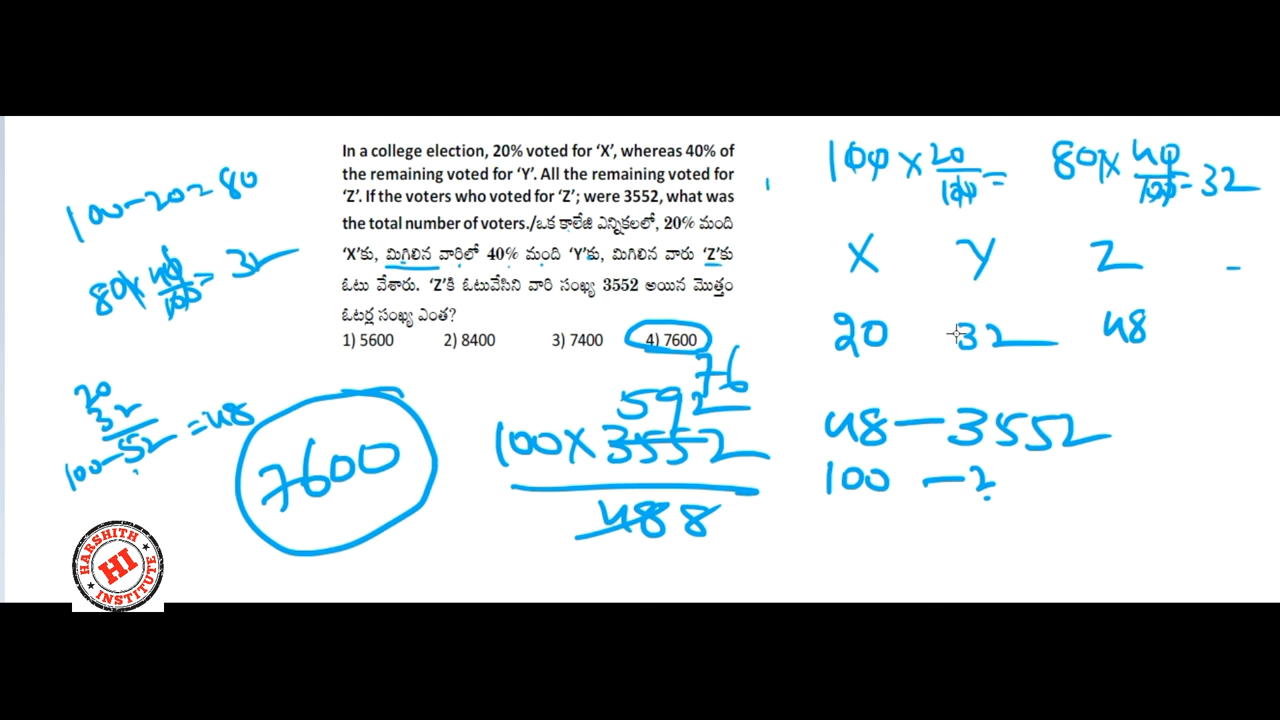 In a college election, 20% voted for ‘X’, whereas 40% of
the remaining voted for ‘Y’. All the remaining voted for
‘Z’. If the voters who voted for ‘Z’; were 3552, what was
the total number of voters./ఒక కాలేజి ఎన్నికలలో, 20% మంది
‘X’కు, మిగిలిన వారిలో 40% మంది ‘Y’కు, మిగిలిన వారు ‘Z’కు
ఓటు వేశారు. ‘Z’కి ఓటువేసిని వారి సంఖ్య 3552 అయిన మొత్తం
ఓటర్ల సంఖ్య ఎంత?
1) 5600 2) 8400 3) 7400 4) 7600
100-20=80
80×40/100=32
20
32
100-52=48
7600
76
592
100×3552
488
100×20/100=
80×40/100=32
X Y Z
20 32 48
48-3552
100-?
HARSHITH
HI
INSTITUTE